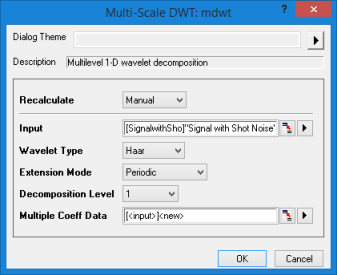 Multi-Scale DWT: mdwt
? ×
Dialog Theme
Description Multilevel 1-D wavelet decomposition
Recalculate Manual
Input [SignalwithSho]"Signal with Shot Noise"
Wavelet Type Haar
Extension Mode Periodic
Decomposition Level 1
Multiple Coeff Data [<input>]<new>
OK Cancel